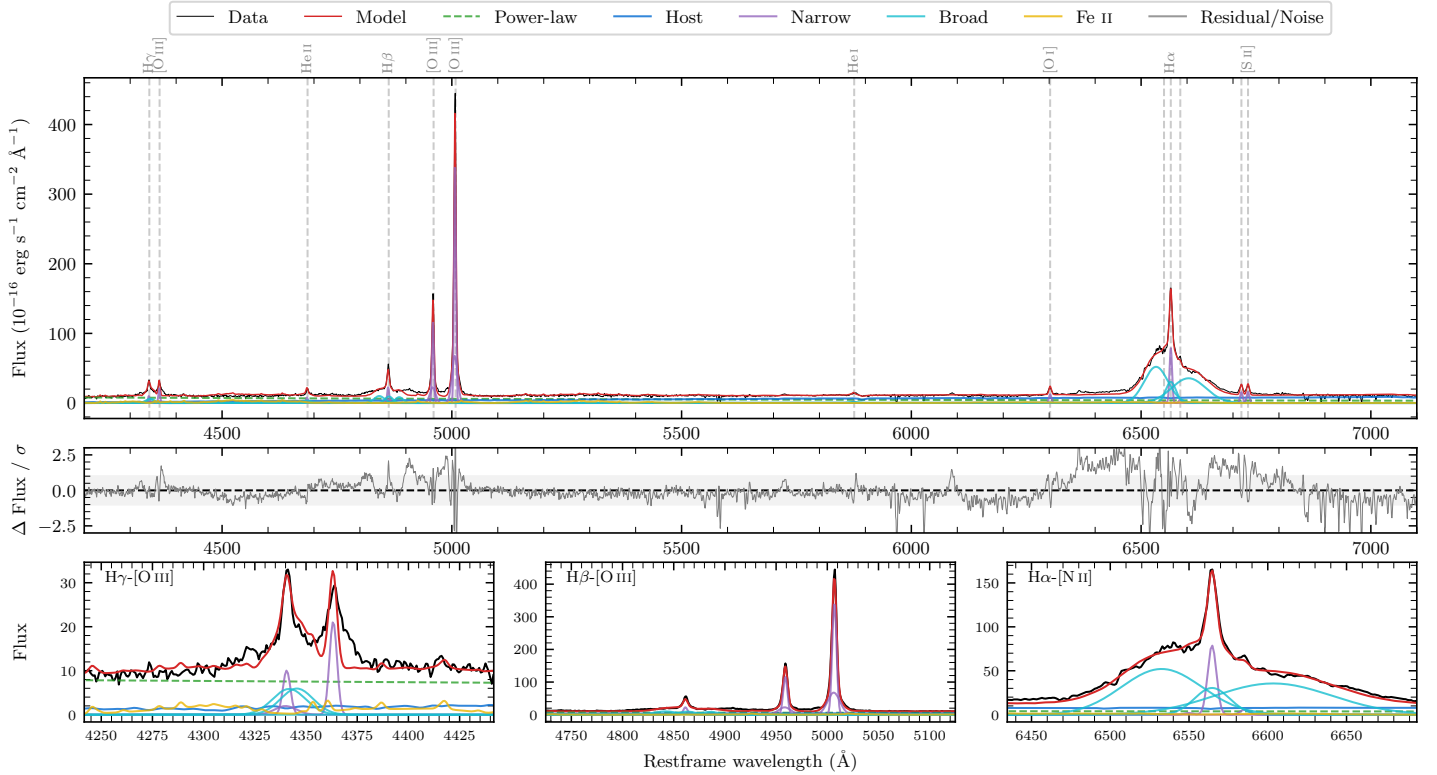 Data Model Power-law Host Narrow Broad Fe II Residual/Noise
Hγ [O III] He II Hβ [O III] [O III] He I [O I] Hα [S II]
Flux (10⁻¹⁶ erg s⁻¹ cm⁻² Å⁻¹)
400
300
200
100
0
4500 5000 5500 6000 6500 7000
Δ Flux / σ
2.5
0.0
−2.5
4500 5000 5500 6000 6500 7000
Flux
Hγ-[O III]
30
20
10
0
4250 4275 4300 4325 4350 4375 4400 4425
Hβ-[O III]
400
300
200
100
0
4750 4800 4850 4900 4950 5000 5050 5100
Hα-[N II]
150
100
50
0
6450 6500 6550 6600 6650
Restframe wavelength (Å)